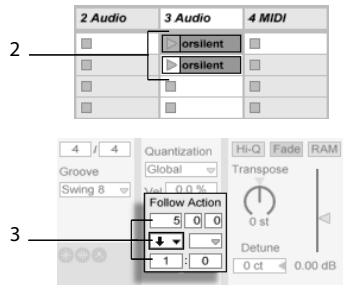 2 Audio 3 Audio 4 MIDI
2
orsilent
orsilent
4 / 4 Quantization Hi-Q Fade RAM
Groove Global Transpose
Swing 8 Vel 0.0 %
Follow Action
5 0 0 0 st
3
Detune
1 : 0 0 ct 0.00 dB